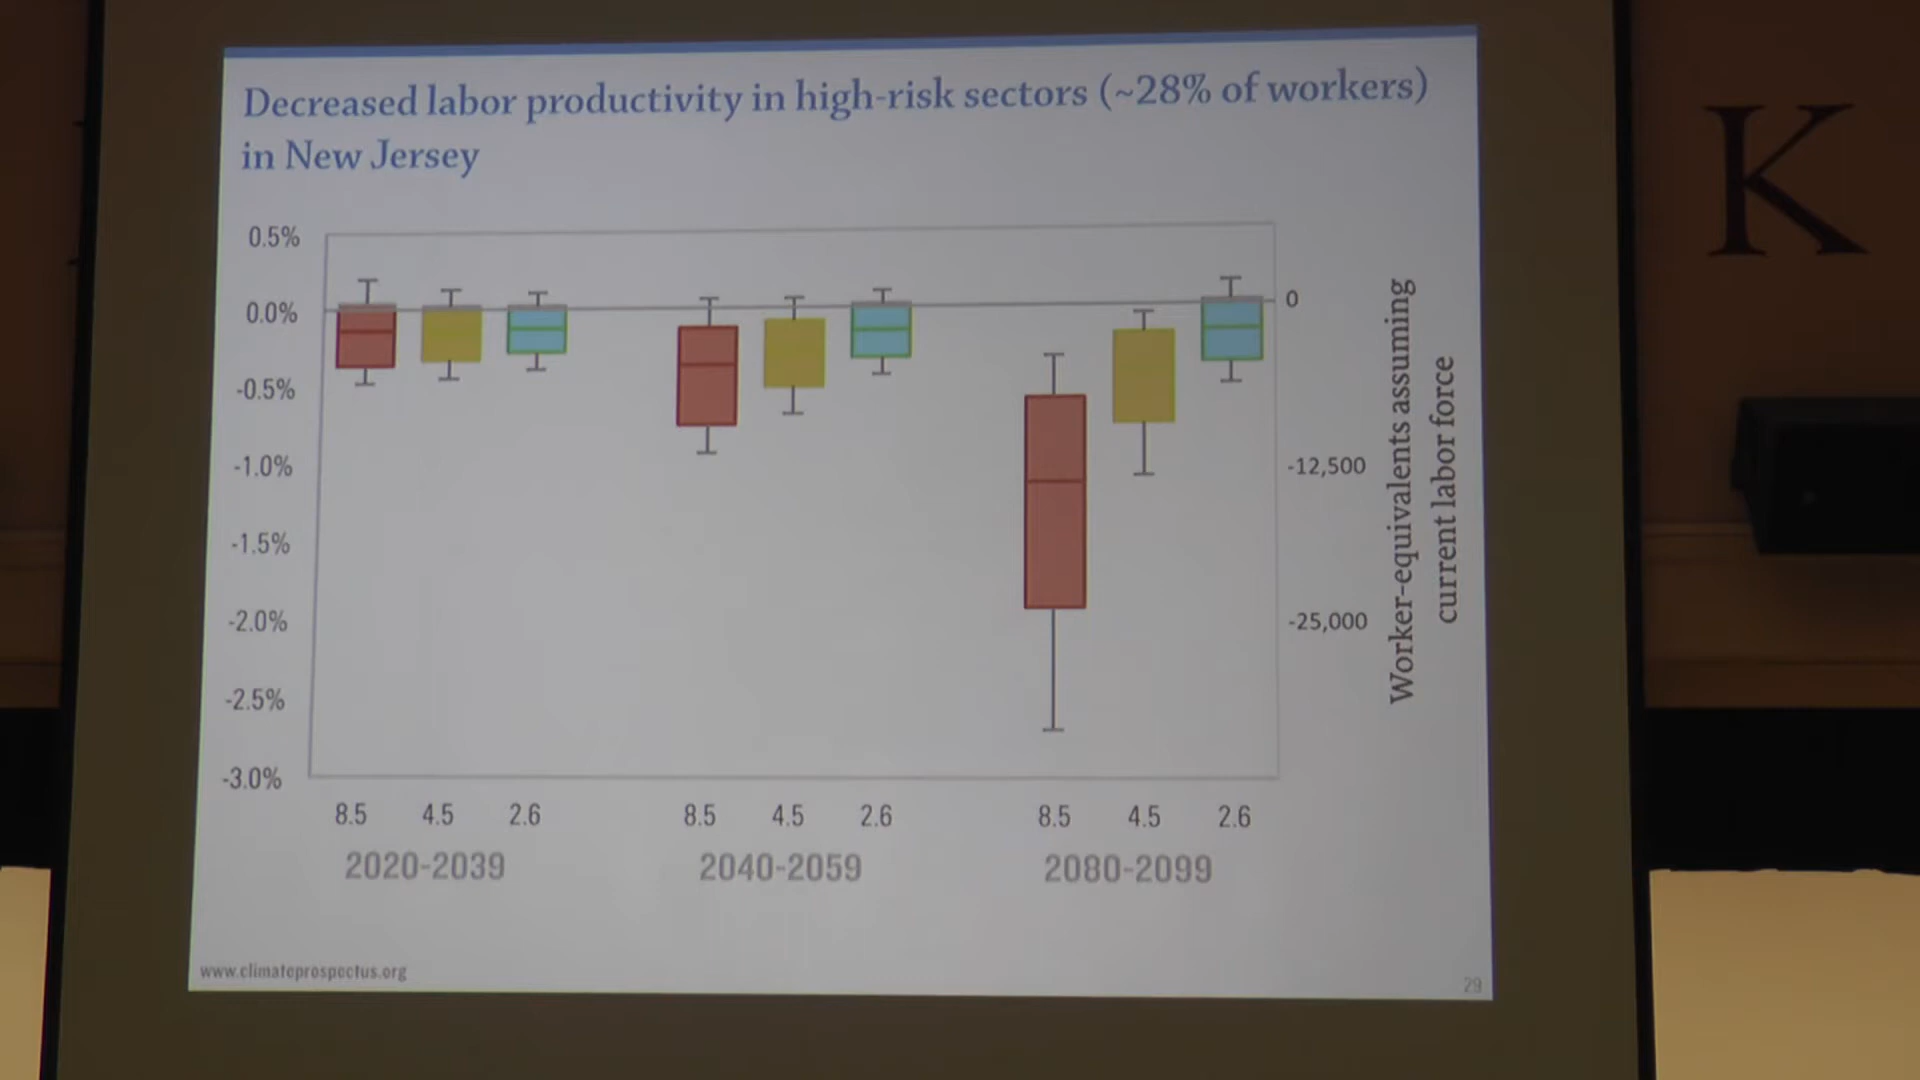 Decreased labor productivity in high-risk sectors (~28% of workers)
in New Jersey
0.5%
0.0%
-0.5%
-1.0%
-1.5%
-2.0%
-2.5%
-3.0%
0
-12,500
-25,000
Worker-equivalents assuming
current labor force
8.5 4.5 2.6 8.5 4.5 2.6 8.5 4.5 2.6
2020-2039 2040-2059 2080-2099
www.climateprospectus.org
29
K